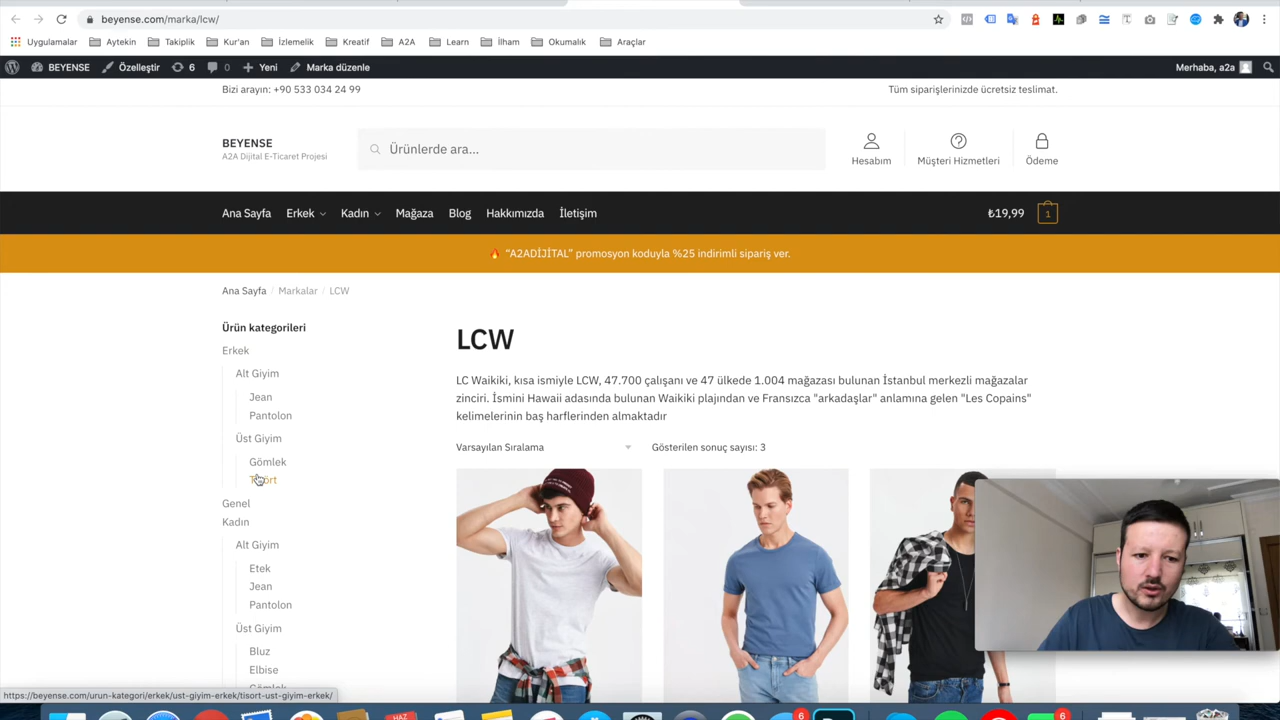 beyense.com/marka/lcw/
Uygulamalar Aytekin Takiplik Kur'an İzlemelik Kreatif A2A Learn İlham Okumalık Araçlar
BEYENSE Özelleştir 6 0 Yeni Marka düzenle Merhaba, a2a
Bizi arayın: +90 533 034 24 99 Tüm siparişlerinizde ücretsiz teslimat.
BEYENSE
A2A Dijital E-Ticaret Projesi
Ürünlerde ara...
Hesabım Müşteri Hizmetleri Ödeme
Ana Sayfa Erkek Kadın Mağaza Blog Hakkımızda İletişim ₺19,99 1
🔥 “A2ADİJİTAL” promosyon koduyla %25 indirimli sipariş ver.
Ana Sayfa / Markalar / LCW
Ürün kategorileri
Erkek
Alt Giyim
Jean
Pantolon
Üst Giyim
Gömlek
Genel
Kadın
Alt Giyim
Etek
Jean
Pantolon
Üst Giyim
Bluz
Elbise
LCW
LC Waikiki, kısa ismiyle LCW, 47.700 çalışanı ve 47 ülkede 1.004 mağazası bulunan İstanbul merkezli mağazalar
zinciri. İsmini Hawaii adasında bulunan Waikiki plajından ve Fransızca "arkadaşlar" anlamına gelen "Les Copains"
kelimelerinin baş harflerinden almaktadır
Varsayılan Sıralama Gösterilen sonuç sayısı: 3
https://beyense.com/urun-kategori/erkek/ust-giyim-erkek/tisort-ust-giyim-erkek/
HAZ 6 6